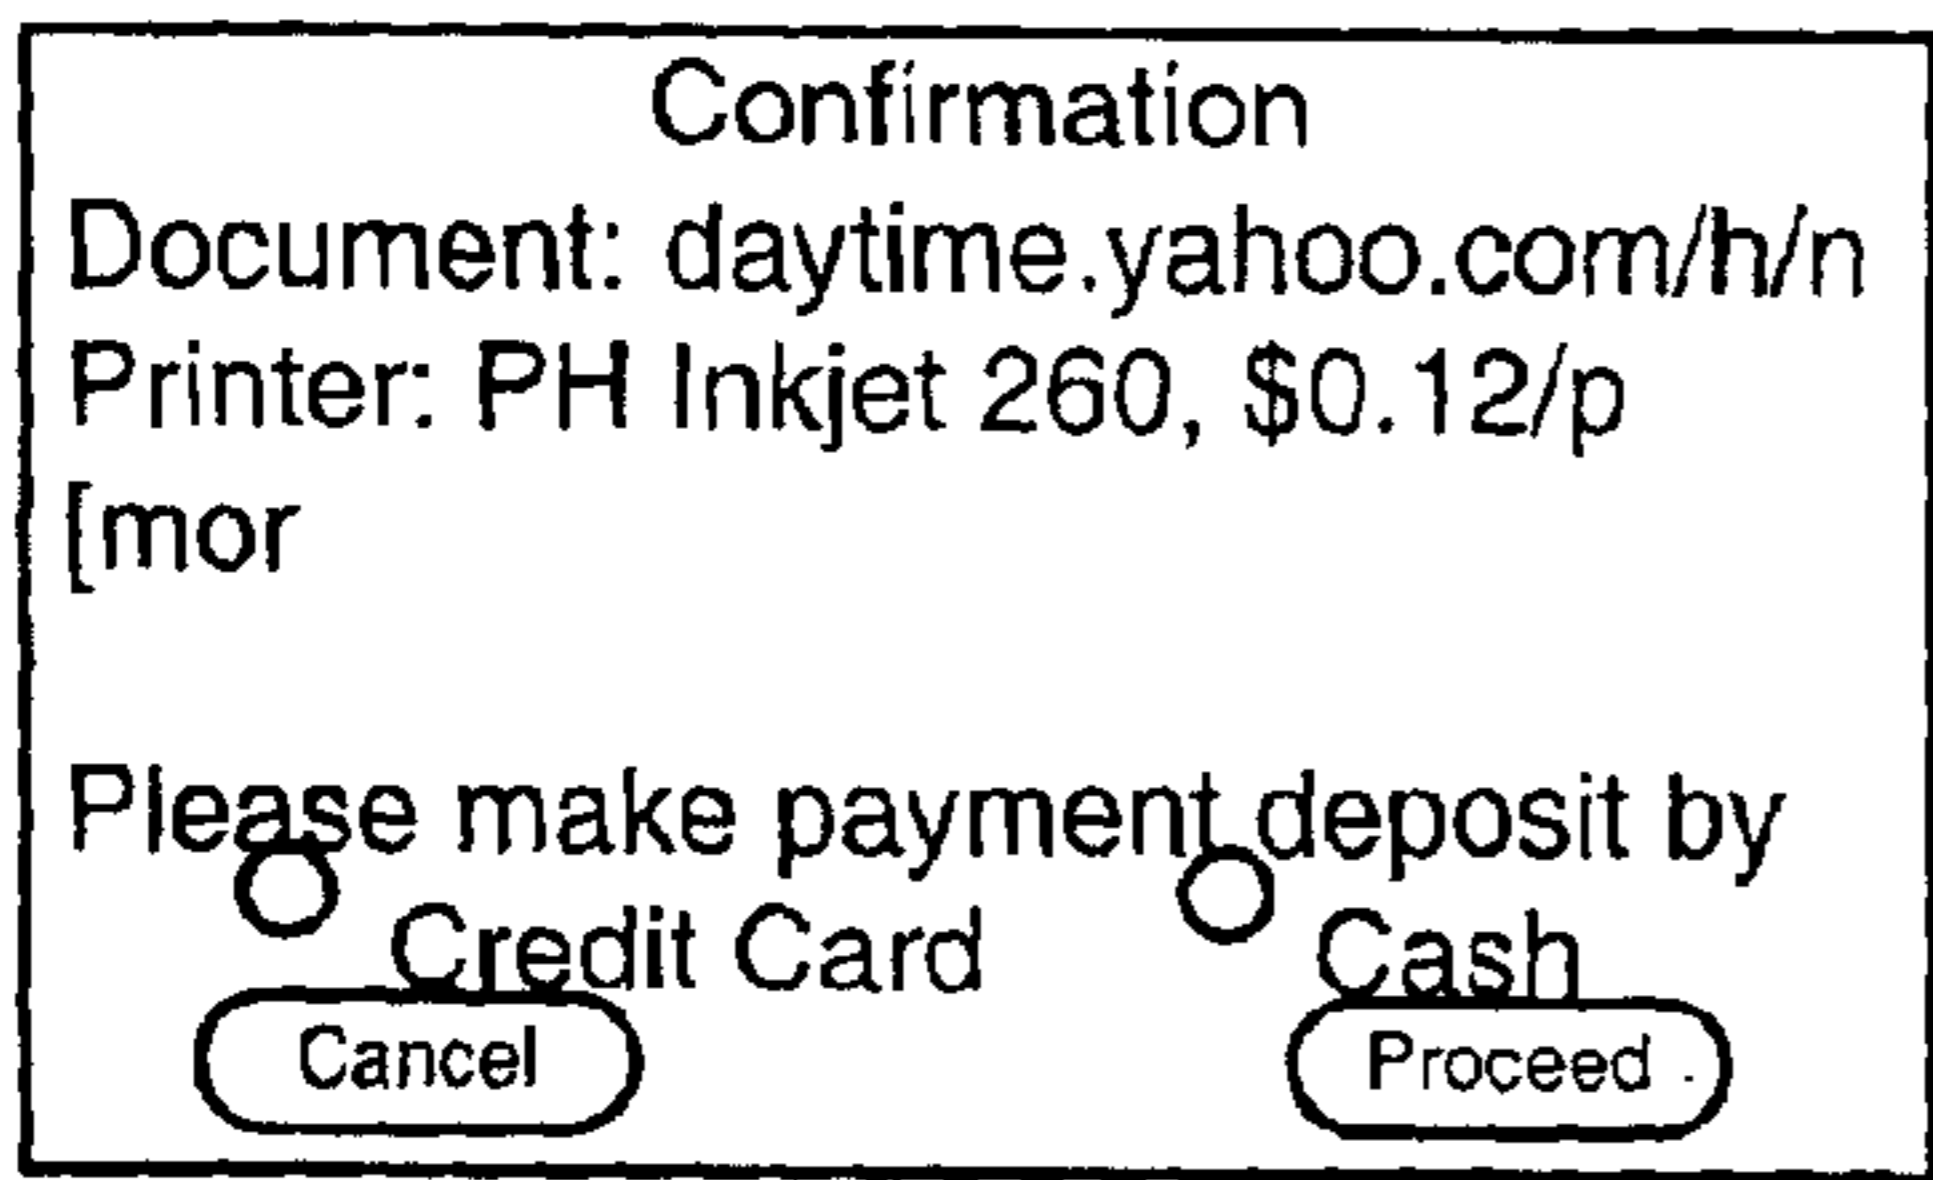 Confirmation
Document: daytime.yahoo.com/h/n
Printer: PH Inkjet 260, $0.12/p
[mor
Please make payment deposit by
Credit Card Cash
Cancel Proceed